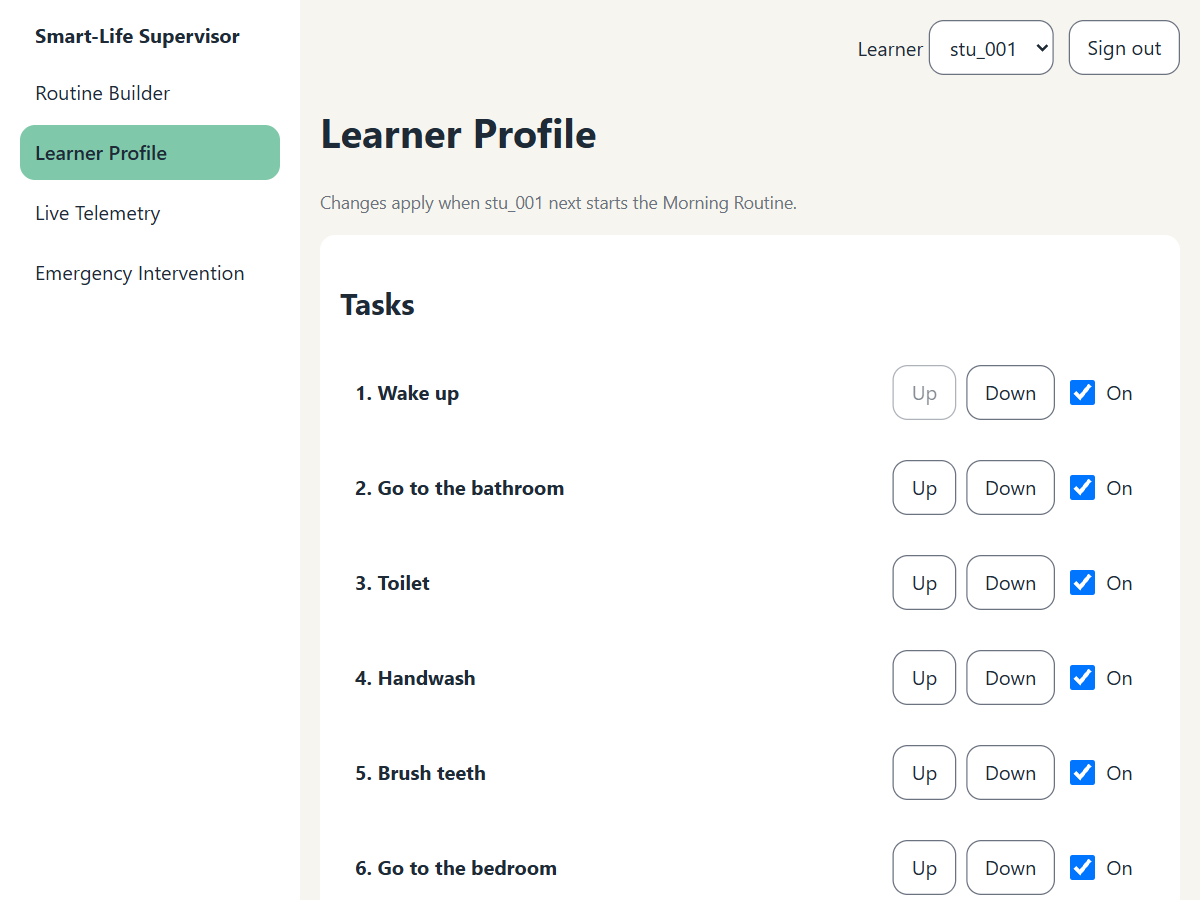 Smart-Life Supervisor
Routine Builder
Learner Profile
Live Telemetry
Emergency Intervention
Learner stu_001 Sign out
Learner Profile
Changes apply when stu_001 next starts the Morning Routine.
Tasks
1. Wake up Up Down On
2. Go to the bathroom Up Down On
3. Toilet Up Down On
4. Handwash Up Down On
5. Brush teeth Up Down On
6. Go to the bedroom Up Down On